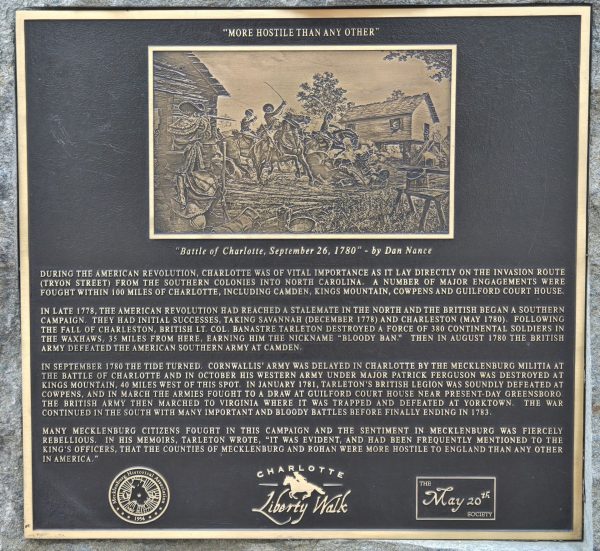 "MORE HOSTILE THAN ANY OTHER"
"Battle of Charlotte, September 26, 1780" - by Dan Nance
DURING THE AMERICAN REVOLUTION, CHARLOTTE WAS OF VITAL IMPORTANCE AS IT LAY DIRECTLY ON THE INVASION ROUTE
(TRYON STREET) FROM THE SOUTHERN COLONIES INTO NORTH CAROLINA. A NUMBER OF MAJOR ENGAGEMENTS WERE
FOUGHT WITHIN 100 MILES OF CHARLOTTE, INCLUDING CAMDEN, KINGS MOUNTAIN, COWPENS AND GUILFORD COURT HOUSE.
IN LATE 1778, THE AMERICAN REVOLUTION HAD REACHED A STALEMATE IN THE NORTH AND THE BRITISH BEGAN A SOUTHERN
CAMPAIGN. THEY HAD INITIAL SUCCESSES, TAKING SAVANNAH (DECEMBER 1778) AND CHARLESTON (MAY 1780). FOLLOWING
THE FALL OF CHARLESTON, BRITISH LT. COL. BANASTRE TARLETON DESTROYED A FORCE OF 380 CONTINENTAL SOLDIERS IN
THE WAXHAWS, 35 MILES FROM HERE, EARNING HIM THE NICKNAME "BLOODY BAN." THEN IN AUGUST 1780 THE BRITISH
ARMY DEFEATED THE AMERICAN SOUTHERN ARMY AT CAMDEN.
IN SEPTEMBER 1780 THE TIDE TURNED. CORNWALLIS' ARMY WAS DELAYED IN CHARLOTTE BY THE MECKLENBURG MILITIA AT
THE BATTLE OF CHARLOTTE AND IN OCTOBER HIS WESTERN ARMY UNDER MAJOR PATRICK FERGUSON WAS DESTROYED AT
KINGS MOUNTAIN, 40 MILES WEST OF THIS SPOT. IN JANUARY 1781, TARLETON'S BRITISH LEGION WAS SOUNDLY DEFEATED AT
COWPENS, AND IN MARCH THE ARMIES FOUGHT TO A DRAW AT GUILFORD COURT HOUSE NEAR PRESENT-DAY GREENSBORO.
THE BRITISH ARMY THEN MARCHED TO VIRGINIA WHERE IT WAS TRAPPED AND DEFEATED AT YORKTOWN. THE WAR
CONTINUED IN THE SOUTH WITH MANY IMPORTANT AND BLOODY BATTLES BEFORE FINALLY ENDING IN 1783.
MANY MECKLENBURG CITIZENS FOUGHT IN THIS CAMPAIGN AND THE SENTIMENT IN MECKLENBURG WAS FIERCELY
REBELLIOUS. IN HIS MEMOIRS, TARLETON WROTE, "IT WAS EVIDENT, AND HAD BEEN FREQUENTLY MENTIONED TO THE
KING'S OFFICERS, THAT THE COUNTIES OF MECKLENBURG AND ROHAN WERE MORE HOSTILE TO ENGLAND THAN ANY OTHER
IN AMERICA."
Mecklenburg Historical Association
1954
CHARLOTTE
Liberty Walk
THE
May 20th
SOCIETY